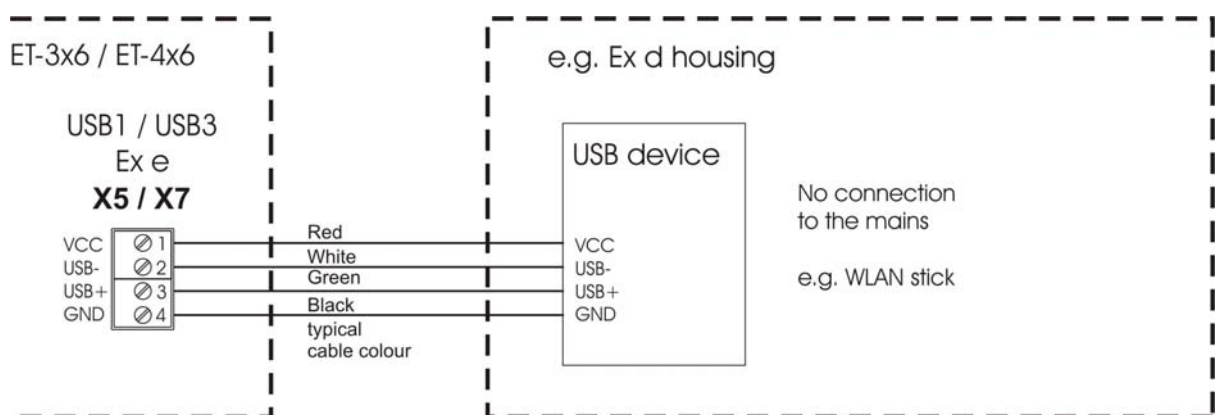 ET-3x6 / ET-4x6
USB1 / USB3
Ex e
X5 / X7
VCC 1
USB- 2
USB+ 3
GND 4
Red
White
Green
Black
typical
cable colour
e.g. Ex d housing
USB device
VCC
USB-
USB+
GND
No connection
to the mains
e.g. WLAN stick